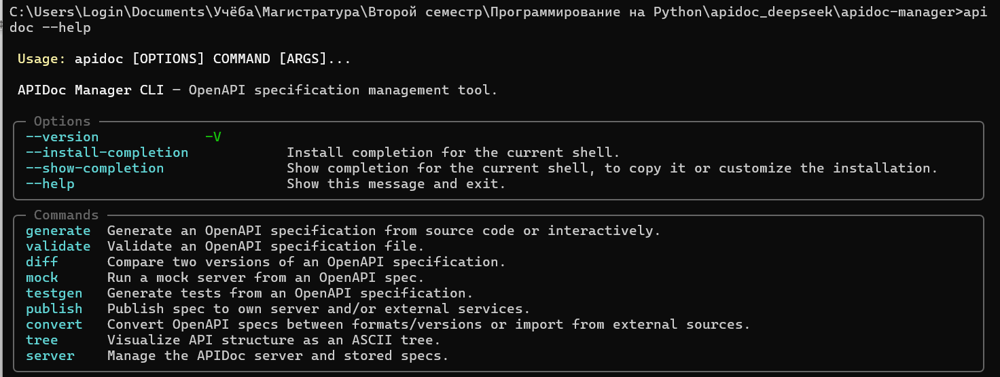 C:\Users\Login\Documents\Учёба\Магистратура\Второй семестр\Программирование на Python\apidoc_deepseek\apidoc-manager>api
doc --help
Usage: apidoc [OPTIONS] COMMAND [ARGS]...
APIDoc Manager CLI - OpenAPI specification management tool.
Options
--version -V
--install-completion Install completion for the current shell.
--show-completion Show completion for the current shell, to copy it or customize the installation.
--help Show this message and exit.
Commands
generate Generate an OpenAPI specification from source code or interactively.
validate Validate an OpenAPI specification file.
diff Compare two versions of an OpenAPI specification.
mock Run a mock server from an OpenAPI spec.
testgen Generate tests from an OpenAPI specification.
publish Publish spec to own server and/or external services.
convert Convert OpenAPI specs between formats/versions or import from external sources.
tree Visualize API structure as an ASCII tree.
server Manage the APIDoc server and stored specs.